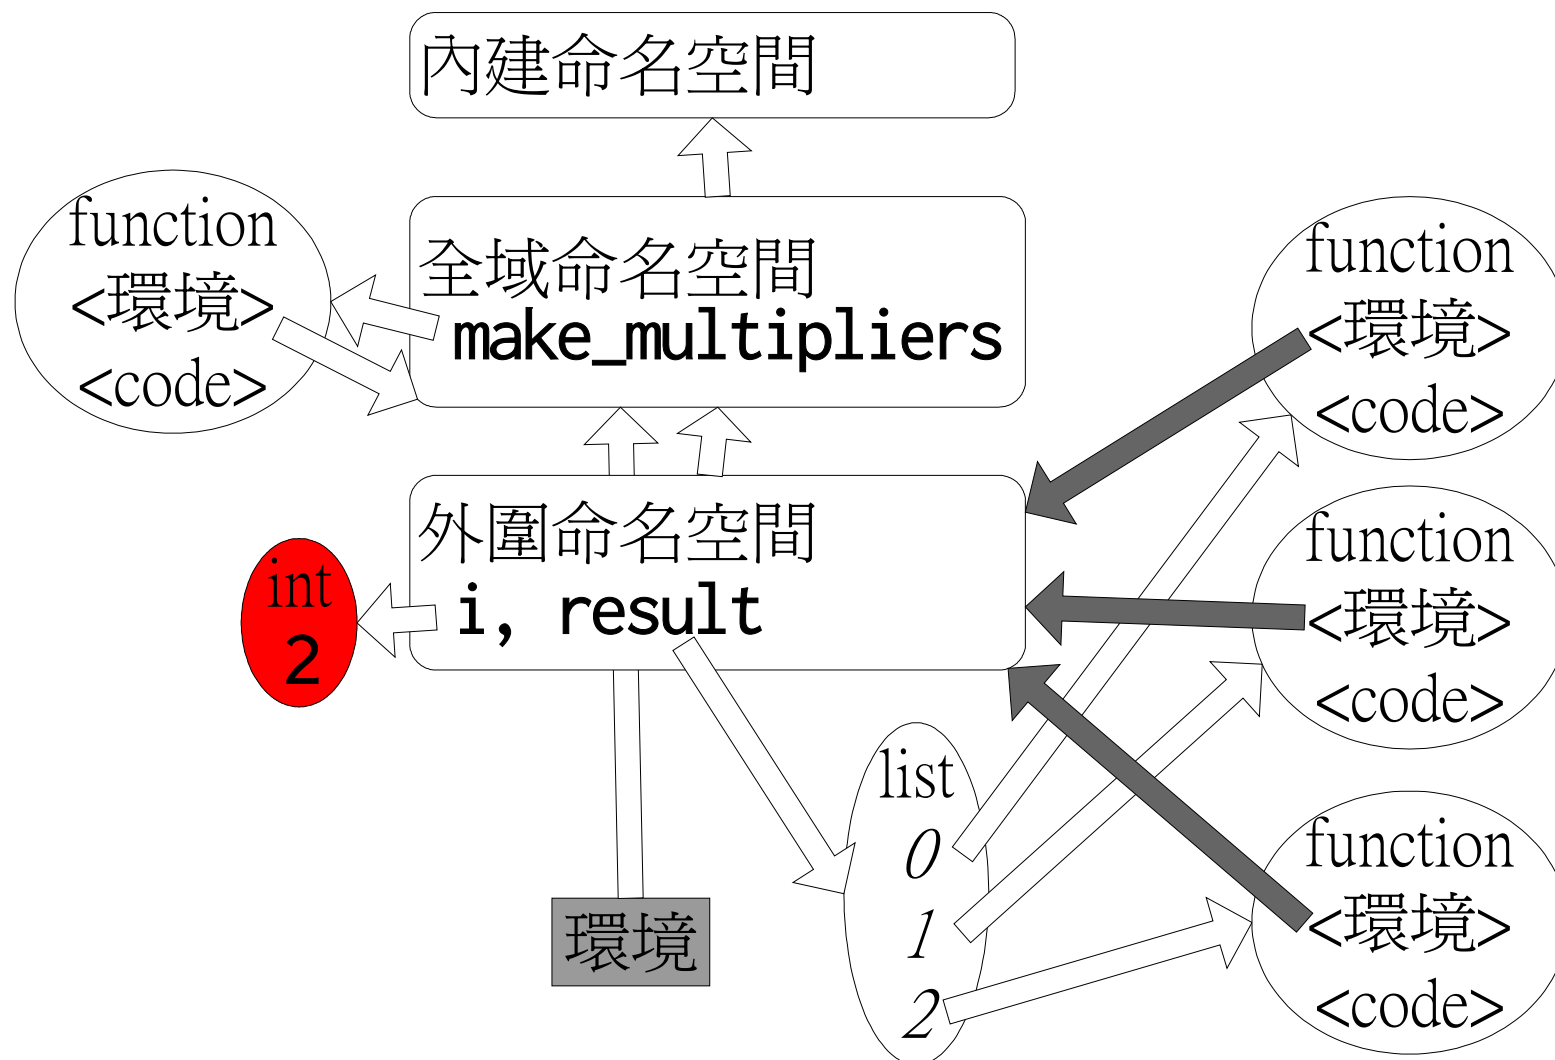 內建命名空間
function
<環境>
<code>
全域命名空間
make_multipliers
function
<環境>
<code>
外圍命名空間
i, result
int
2
function
<環境>
<code>
list
0
1
2
環境
function
<環境>
<code>